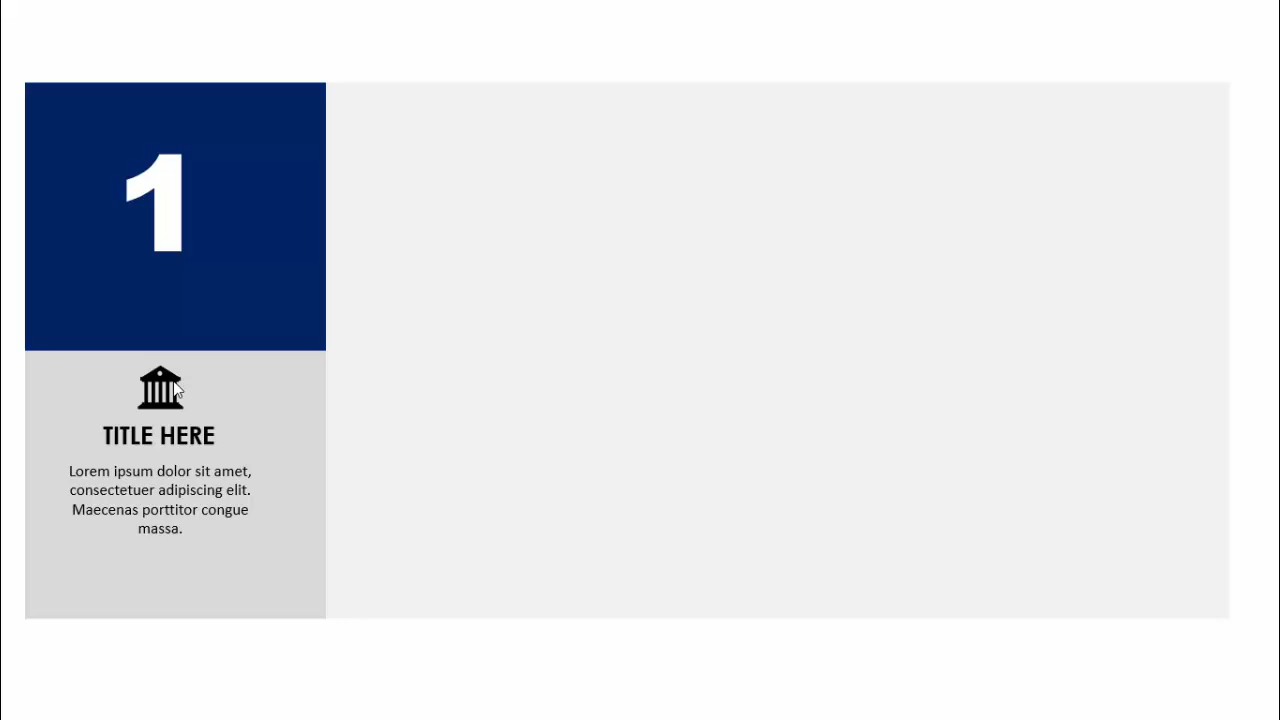 1
TITLE HERE
Lorem ipsum dolor sit amet,
consectetuer adipiscing elit.
Maecenas porttitor congue
massa.